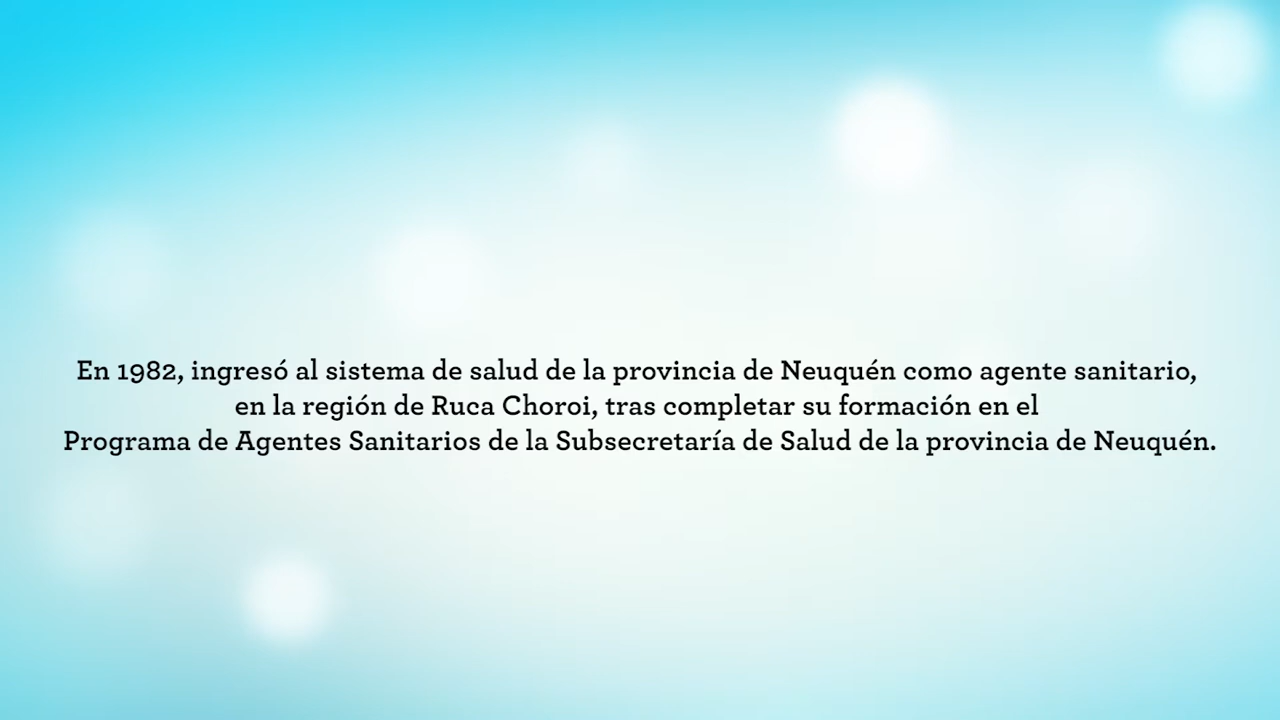 En 1982, ingresó al sistema de salud de la provincia de Neuquén como agente sanitario,
en la región de Ruca Choroi, tras completar su formación en el
Programa de Agentes Sanitarios de la Subsecretaría de Salud de la provincia de Neuquén.